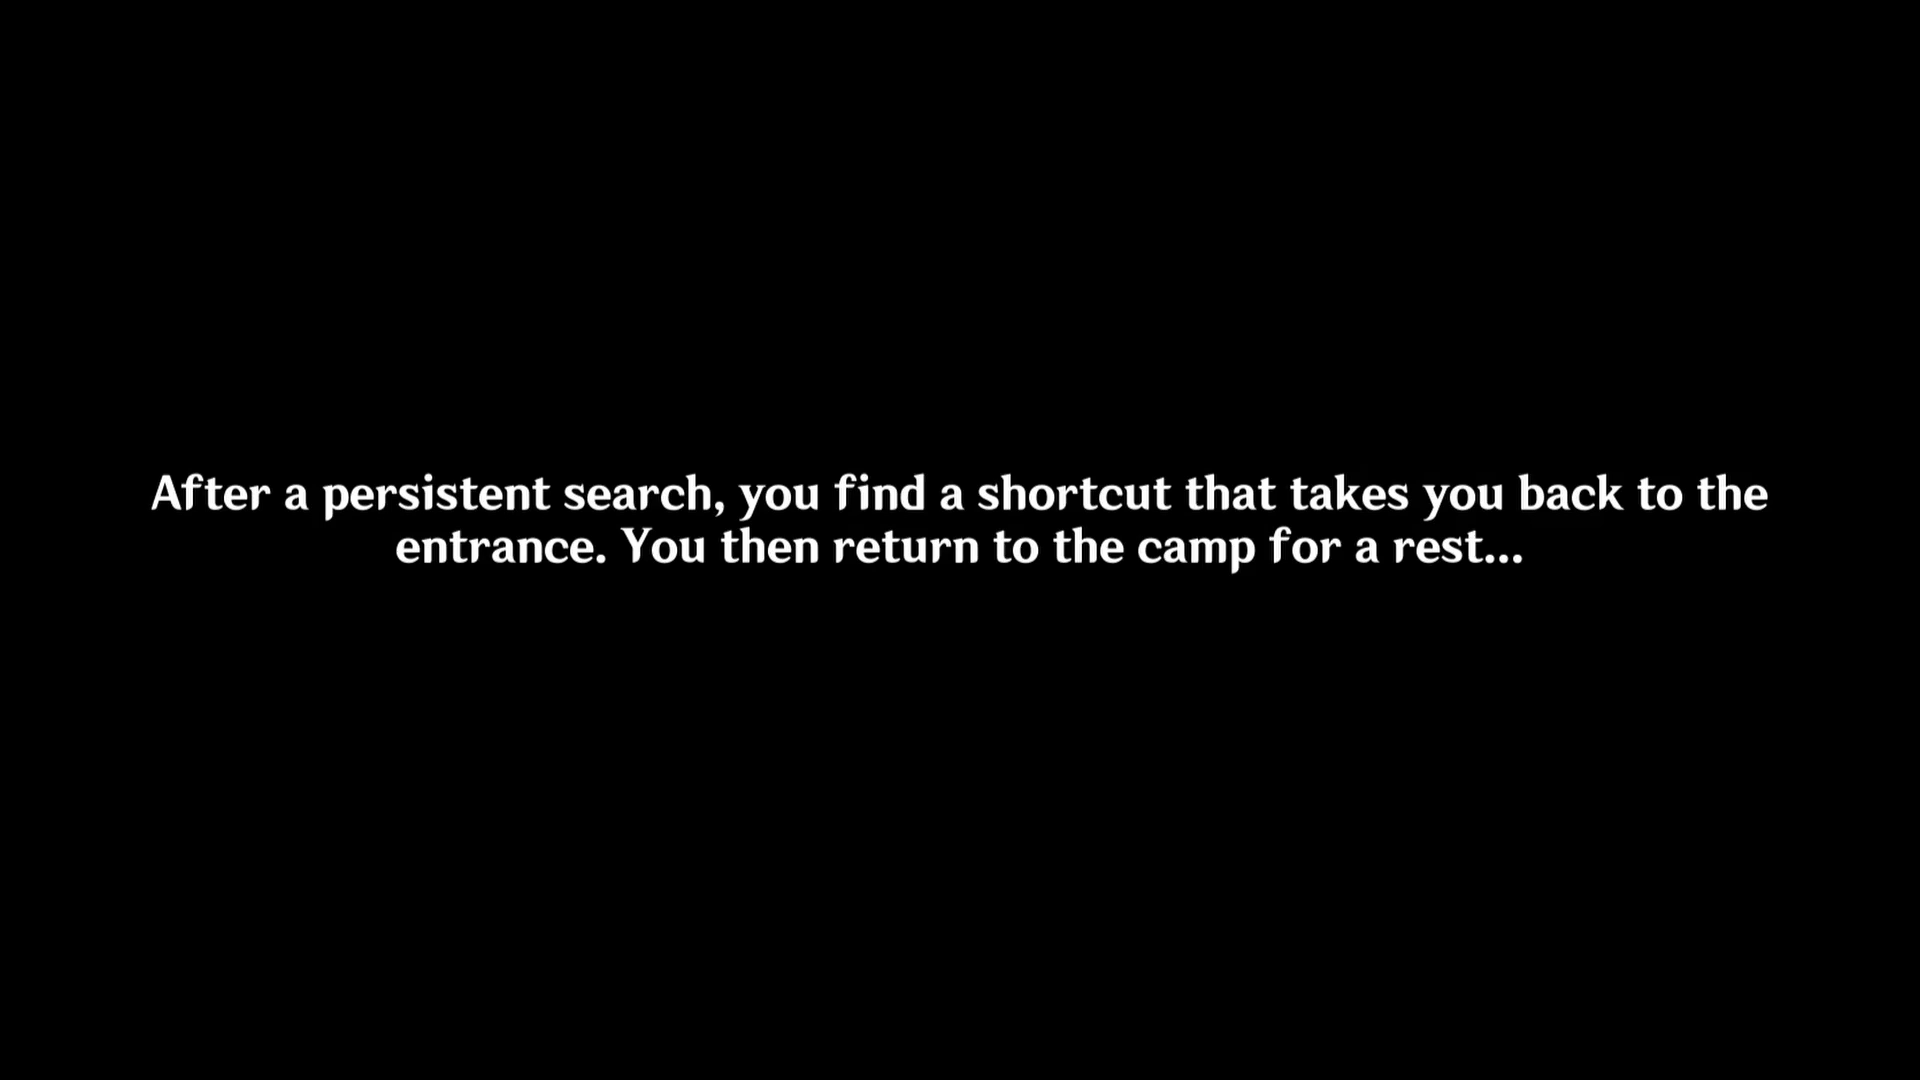 After a persistent search, you find a shortcut that takes you back to the
entrance. You then return to the camp for a rest...